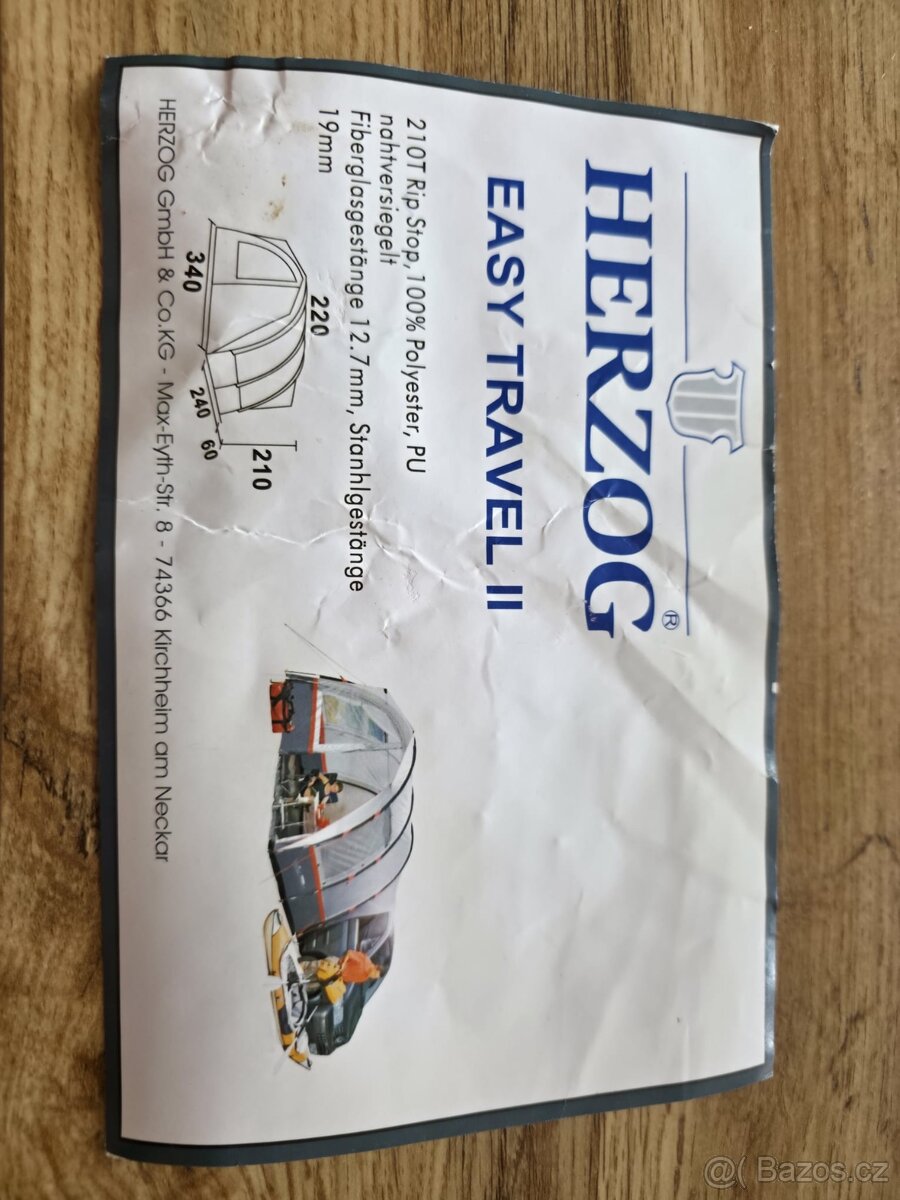 HERZOG®
EASY TRAVEL II
210T Rip Stop, 100% Polyester, PU
nahtversiegelt
Fiberglasgestänge 12.7mm, Stanhlgestänge
19mm
220
210
340
240
60
HERZOG GmbH & Co.KG - Max-Eyth-Str. 8 - 74366 Kirchheim am Neckar
@( Bazos.cz